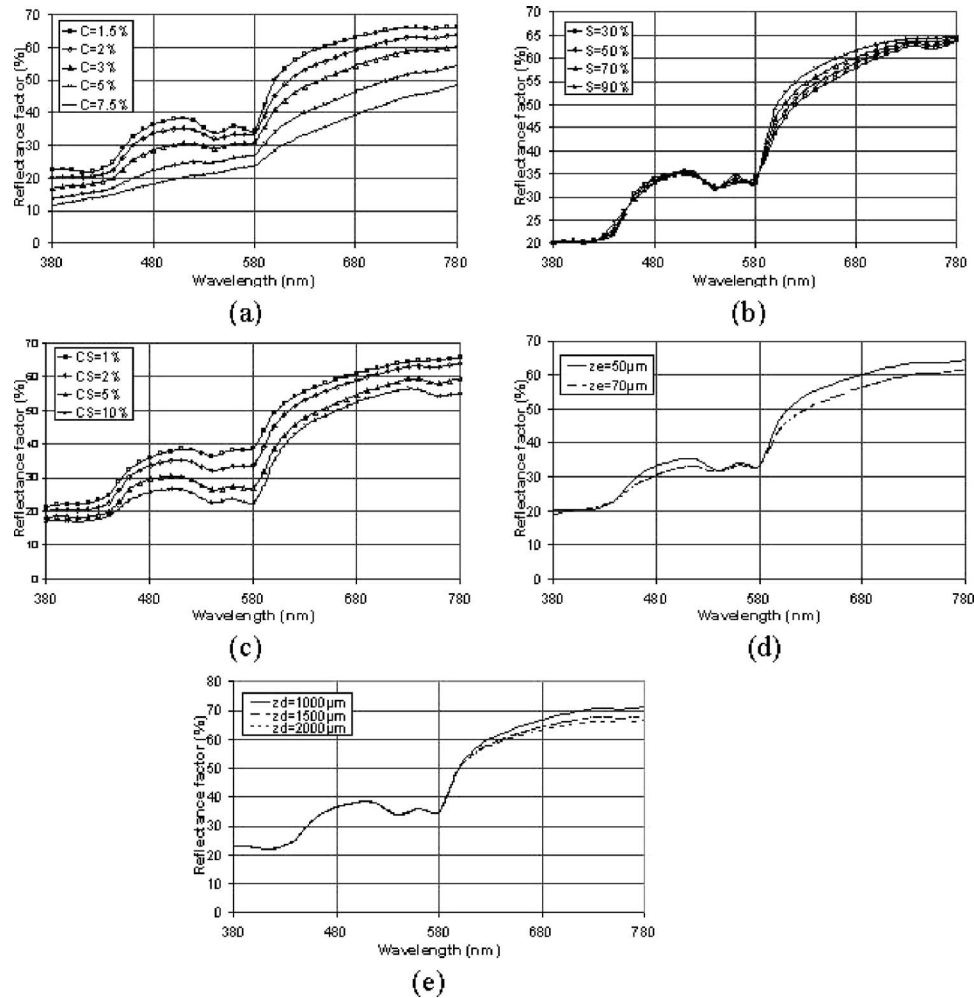 Reflectance factor (%)
70
60
50
40
30
20
10
0
C=1.5%
C=2%
C=3%
C=5%
C=7.5%
380 480 580 680 780
Wavelength (nm)
(a)
Reflectance factor (%)
70
65
60
55
50
45
40
35
30
25
20
S=30%
S=50%
S=70%
S=90%
380 480 580 680 780
Wavelength (nm)
(b)
Reflectance factor (%)
70
60
50
40
30
20
10
0
CS=1%
CS=2%
CS=5%
CS=10%
380 480 580 680 780
Wavelength (nm)
(c)
Reflectance factor (%)
70
60
50
40
30
20
10
0
ze=50µm
ze=70µm
380 480 580 680 780
Wavelength (nm)
(d)
Reflectance factor (%)
80
70
60
50
40
30
20
10
0
zd=1000µm
zd=1500µm
zd=2000µm
380 480 580 680 780
Wavelength (nm)
(e)